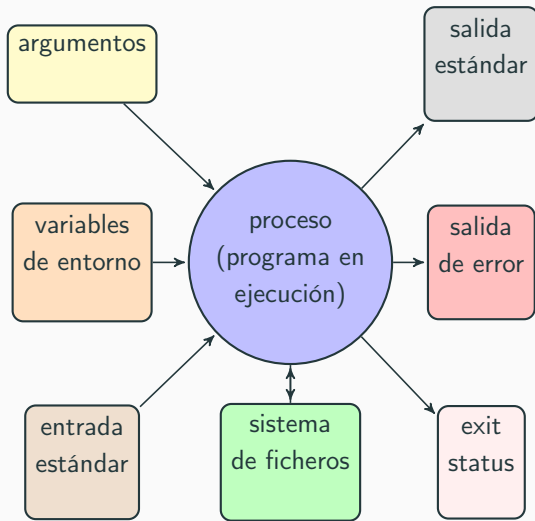 argumentos
salida
estándar
variables
de entorno
proceso
(programa en
ejecución)
salida
de error
entrada
estándar
sistema
de ficheros
exit
status